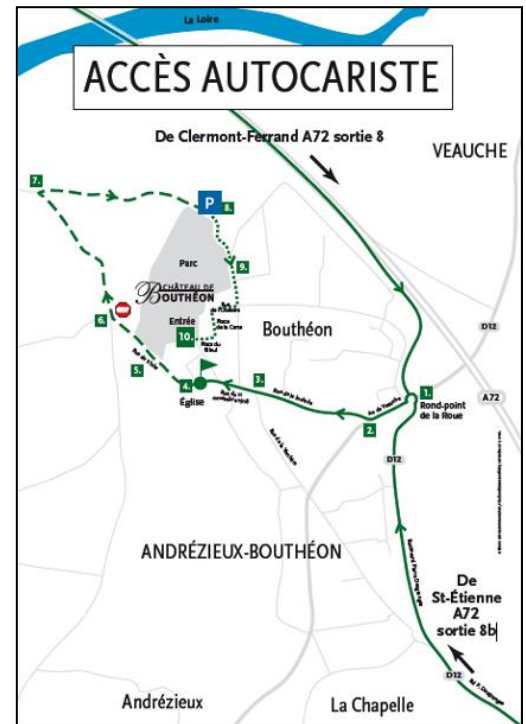 La Loire
ACCÈS AUTOCARISTE
De Clermont-Ferrand A72 sortie 8
VEAUCHE
7.
P
8.
Parc
9.
CHÂTEAU DE
BOUTHÉON
6.
Entrée
10.
Place du
Bouthéon
D12
5.
4.
Église
3.
2.
1.
Rond-point
de la Roue
A72
D12
ANDRÉZIEUX-BOUTHÉON
De
St-Étienne
A72
sortie 8b
D12
Andrézieux
La Chapelle